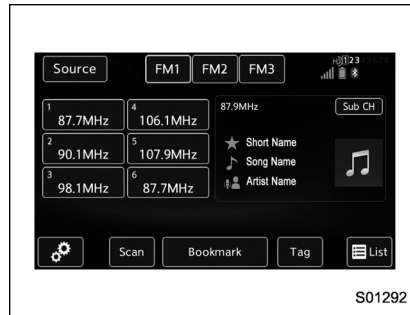 Source FM1 FM2 FM3
1 87.7MHz
4 106.1MHz
2 90.1MHz
5 107.9MHz
3 98.1MHz
6 87.7MHz
87.9MHz
Sub CH
Short Name
Song Name
Artist Name
Scan Bookmark Tag List
S01292